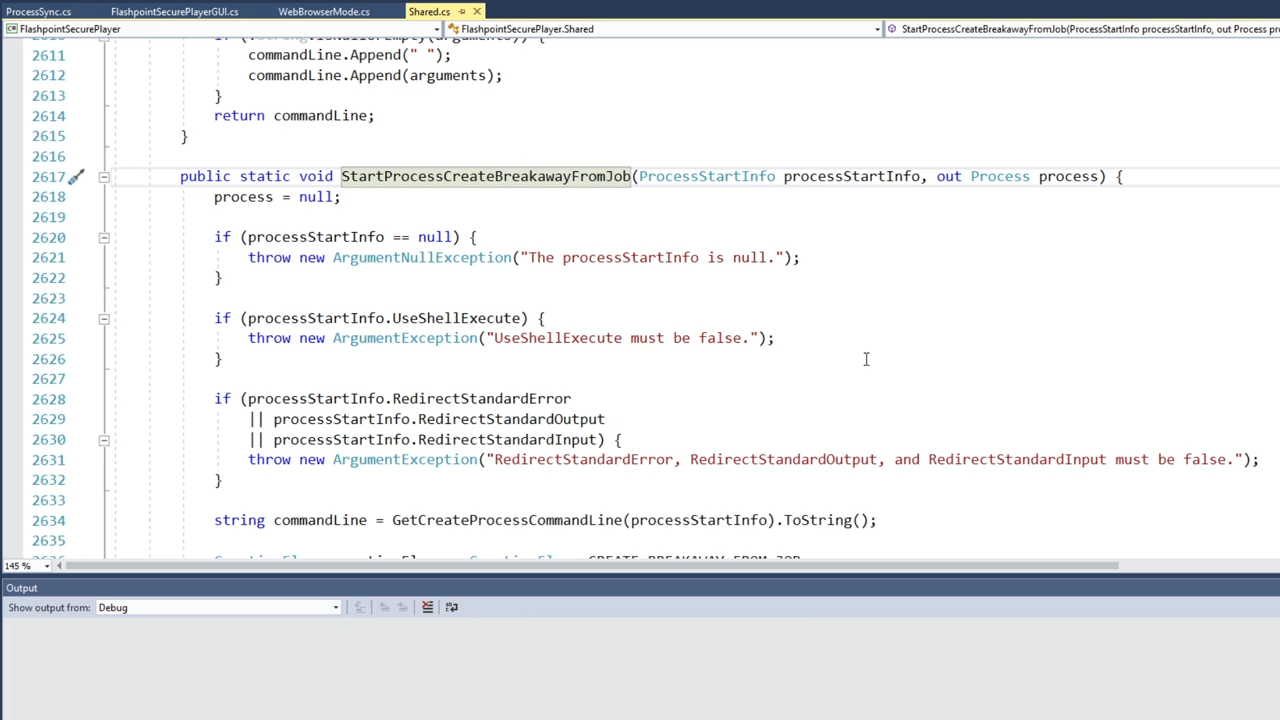 ProcessSync.cs FlashpointSecurePlayerGUI.cs WebBrowserMode.cs Shared.cs
FlashpointSecurePlayer FlashpointSecurePlayer.Shared StartProcessCreateBreakawayFromJob(ProcessStartInfo processStartInfo, out Process pr
2611 commandLine.Append(" ");
2612 commandLine.Append(arguments);
2613 }
2614 return commandLine;
2615 }
2616
2617 public static void StartProcessCreateBreakawayFromJob(ProcessStartInfo processStartInfo, out Process process) {
2618 process = null;
2619
2620 if (processStartInfo == null) {
2621 throw new ArgumentNullException("The processStartInfo is null.");
2622 }
2623
2624 if (processStartInfo.UseShellExecute) {
2625 throw new ArgumentException("UseShellExecute must be false.");
2626 }
2627
2628 if (processStartInfo.RedirectStandardError
2629 || processStartInfo.RedirectStandardOutput
2630 || processStartInfo.RedirectStandardInput) {
2631 throw new ArgumentException("RedirectStandardError, RedirectStandardOutput, and RedirectStandardInput must be false.");
2632 }
2633
2634 string commandLine = GetCreateProcessCommandLine(processStartInfo).ToString();
2635
145 %
Output
Show output from: Debug